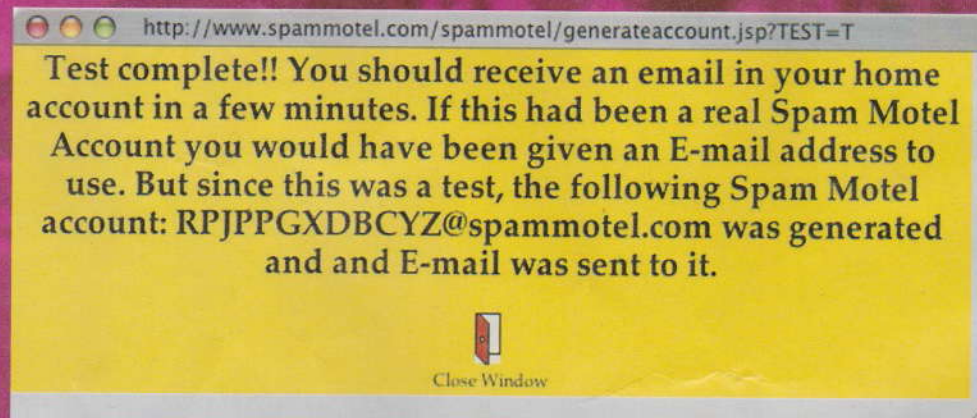 http://www.spammotel.com/spammotel/generateaccount.jsp?TEST=T
Test complete!! You should receive an email in your home
account in a few minutes. If this had been a real Spam Motel
Account you would have been given an E-mail address to
use. But since this was a test, the following Spam Motel
account: RPJPPGXDBCYZ@spammotel.com was generated
and and E-mail was sent to it.
Close Window